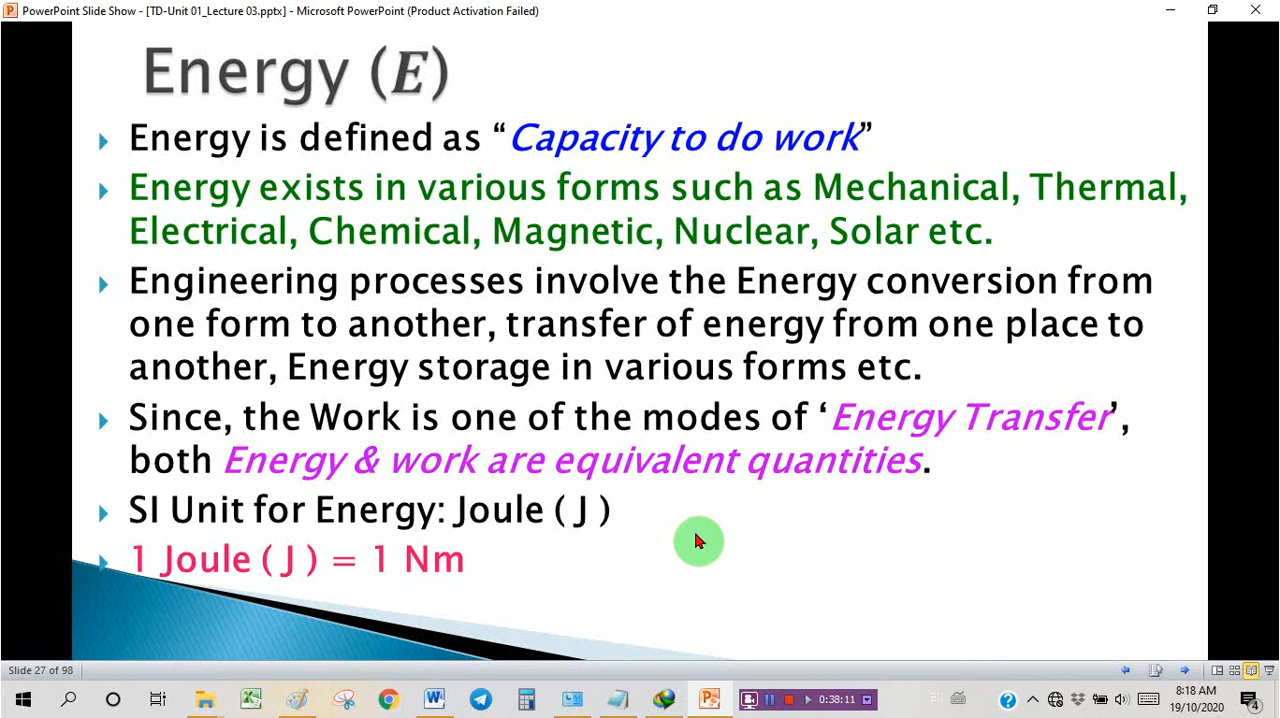 PowerPoint Slide Show - [TD-Unit 01_Lecture 03.pptx] - Microsoft PowerPoint (Product Activation Failed)
Energy (E)
Energy is defined as “Capacity to do work”
Energy exists in various forms such as Mechanical, Thermal,
Electrical, Chemical, Magnetic, Nuclear, Solar etc.
Engineering processes involve the Energy conversion from
one form to another, transfer of energy from one place to
another, Energy storage in various forms etc.
Since, the Work is one of the modes of ‘Energy Transfer’,
both Energy & work are equivalent quantities.
SI Unit for Energy: Joule ( J )
1 Joule ( J ) = 1 Nm
Slide 27 of 98
0:38:11
8:18 AM
19/10/2020
4